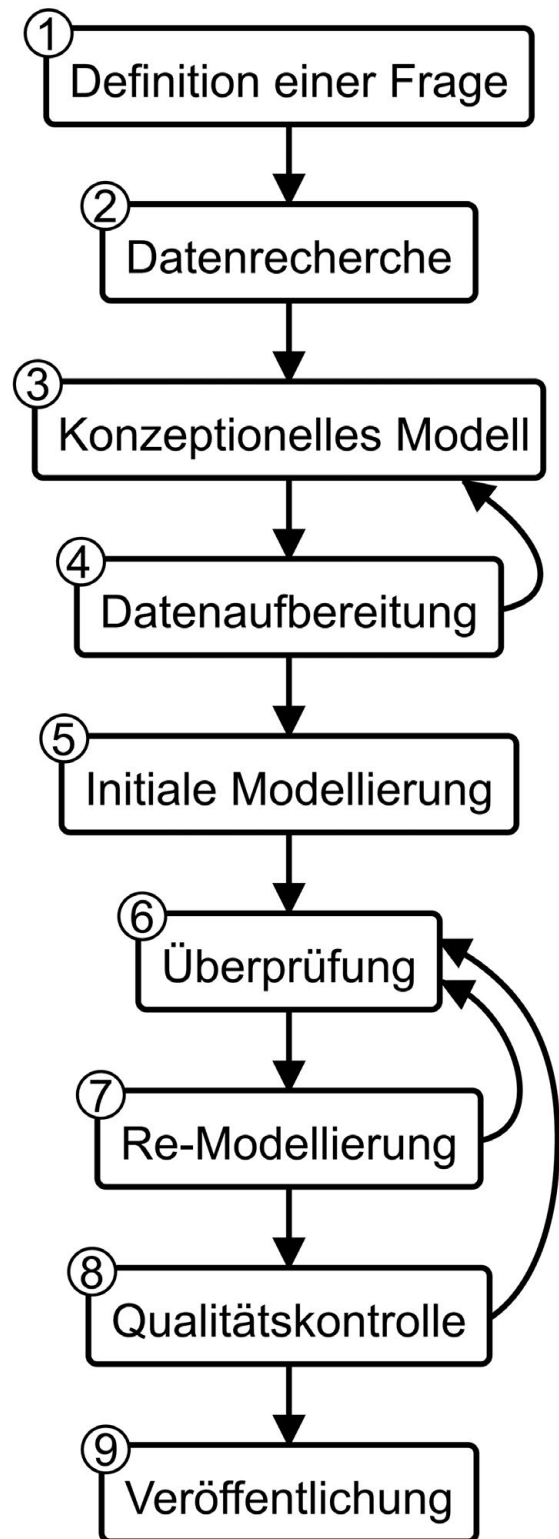 1
Definition einer Frage
2
Datenrecherche
3
Konzeptionelles Modell
4
Datenaufbereitung
5
Initiale Modellierung
6
Überprüfung
7
Re-Modellierung
8
Qualitätskontrolle
9
Veröffentlichung